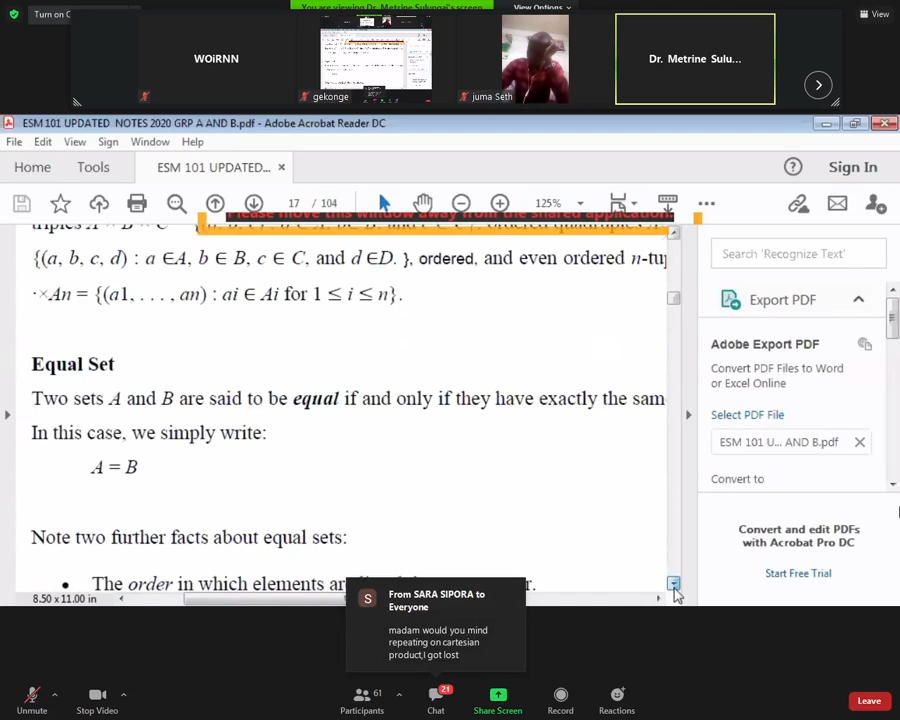 You are viewing Dr. Metrine Sulungai's screen
View Options
Turn on
View
WOiRNN
gekonge
juma Seth
Dr. Metrine Sulu...
ESM 101 UPDATED NOTES 2020 GRP A AND B.pdf - Adobe Acrobat Reader DC
File Edit View Sign Window Help
Home Tools ESM 101 UPDATED... × Sign In
17 / 104 125%
Please move this window away from the shared application.
triples A × B × C
{(a, b, c, d) : a ∈A, b ∈ B, c ∈ C, and d ∈D. }, ordered, and even ordered n-tup
·×An = {(a1, . . . , an) : ai ∈ Ai for 1 ≤ i ≤ n}.
Equal Set
Two sets A and B are said to be equal if and only if they have exactly the sam
In this case, we simply write:
A = B
Note two further facts about equal sets:
• The order in which elements are
8.50 x 11.00 in
Search 'Recognize Text'
Export PDF
Adobe Export PDF
Convert PDF Files to Word
or Excel Online
Select PDF File
ESM 101 U... AND B.pdf
Convert to
Convert and edit PDFs
with Acrobat Pro DC
Start Free Trial
S
From SARA SIPORA to
Everyone
madam would you mind
repeating on cartesian
product,I got lost
Unmute
Stop Video
61
Participants
21
Chat
Share Screen
Record
Reactions
Leave